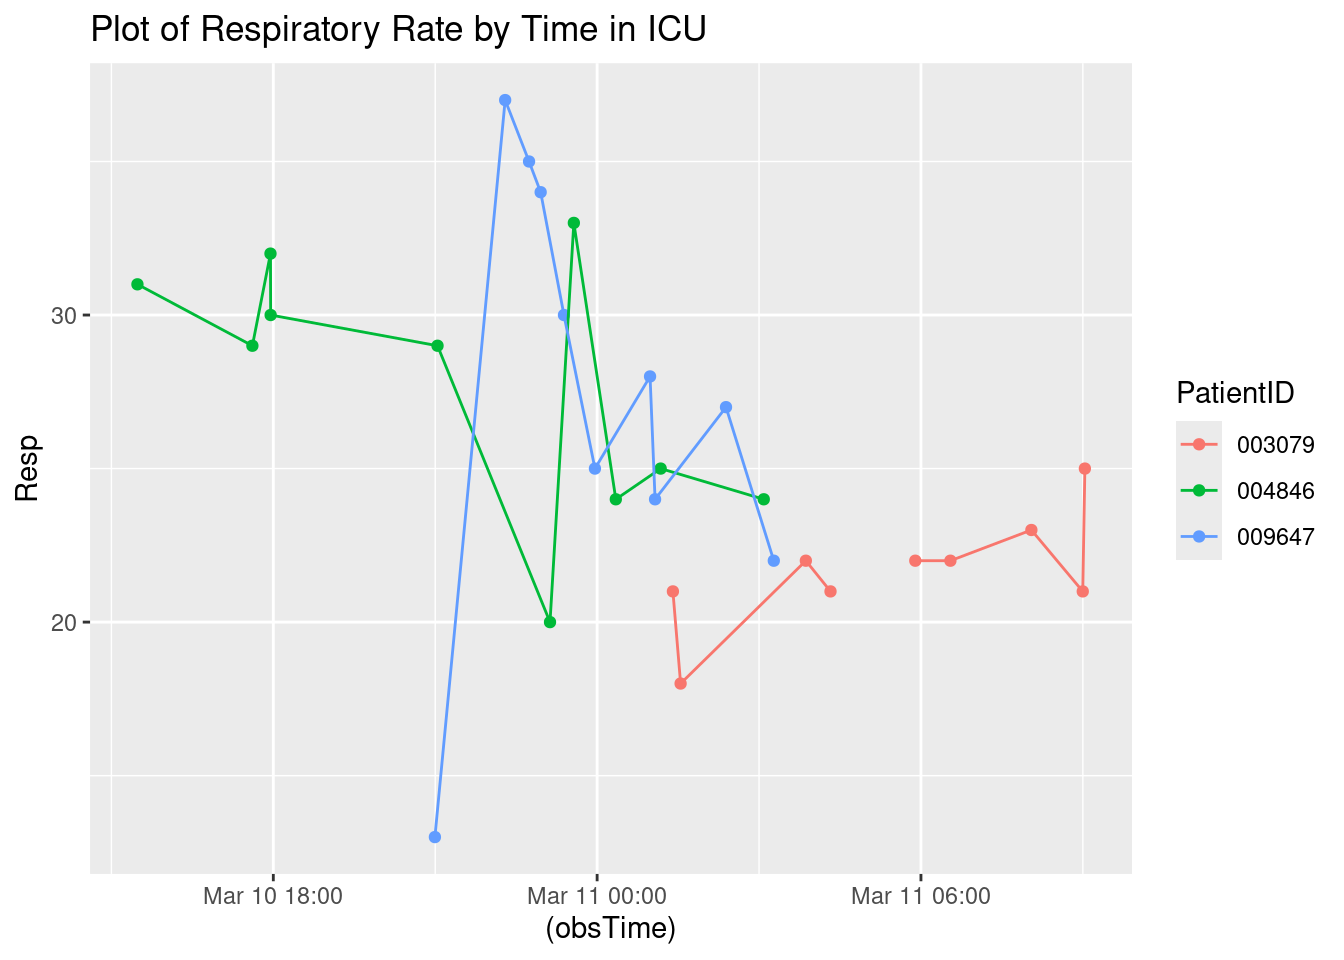 Plot of Respiratory Rate by Time in ICU
Resp
30
20
Mar 10 18:00
Mar 11 00:00
Mar 11 06:00
(obsTime)
PatientID
003079
004846
009647